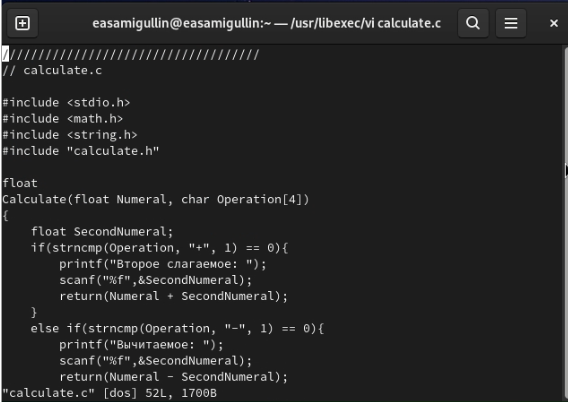 easamigullin@easamigullin:~ — /usr/libexec/vi calculate.c
////////////////////////////////////
// calculate.c
#include <stdio.h>
#include <math.h>
#include <string.h>
#include "calculate.h"
float
Calculate(float Numeral, char Operation[4])
{
    float SecondNumeral;
    if(strncmp(Operation, "+", 1) == 0){
        printf("Второе слагаемое: ");
        scanf("%f",&SecondNumeral);
        return(Numeral + SecondNumeral);
    }
    else if(strncmp(Operation, "-", 1) == 0){
        printf("Вычитаемое: ");
        scanf("%f",&SecondNumeral);
        return(Numeral - SecondNumeral);
"calculate.c" [dos] 52L, 1700B